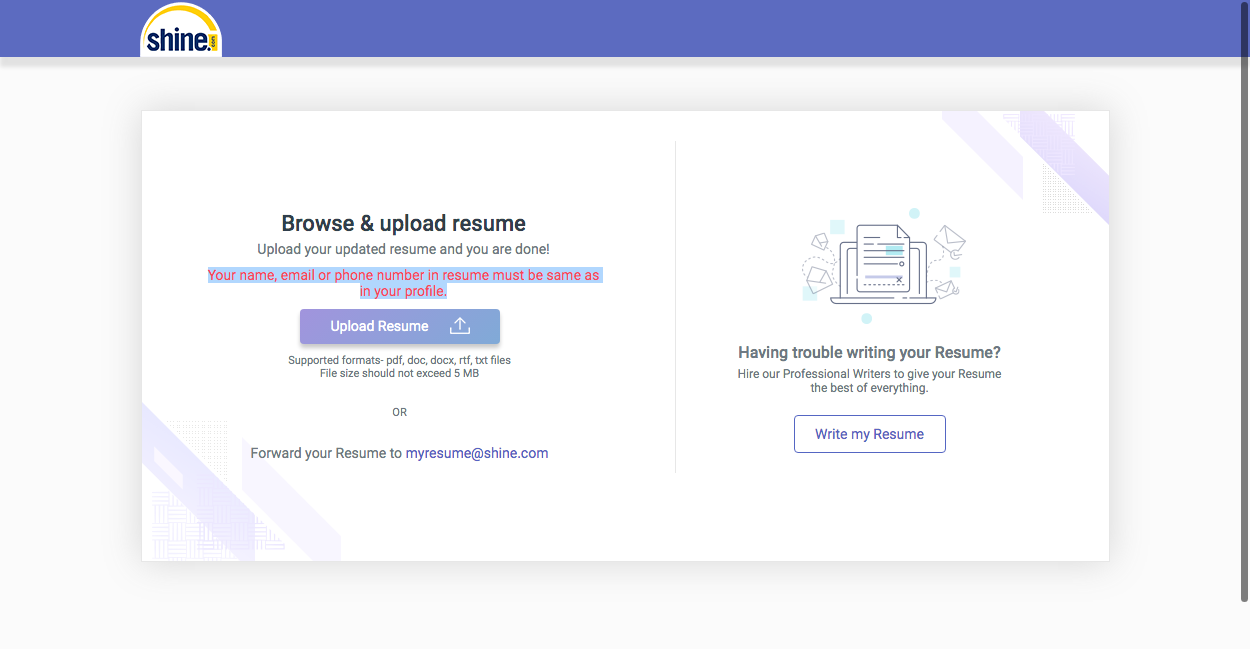 shine.com
Browse & upload resume
Upload your updated resume and you are done!
Your name, email or phone number in resume must be same as
in your profile.
Upload Resume
Supported formats- pdf, doc, docx, rtf, txt files
File size should not exceed 5 MB
OR
Forward your Resume to myresume@shine.com
Having trouble writing your Resume?
Hire our Professional Writers to give your Resume
the best of everything.
Write my Resume